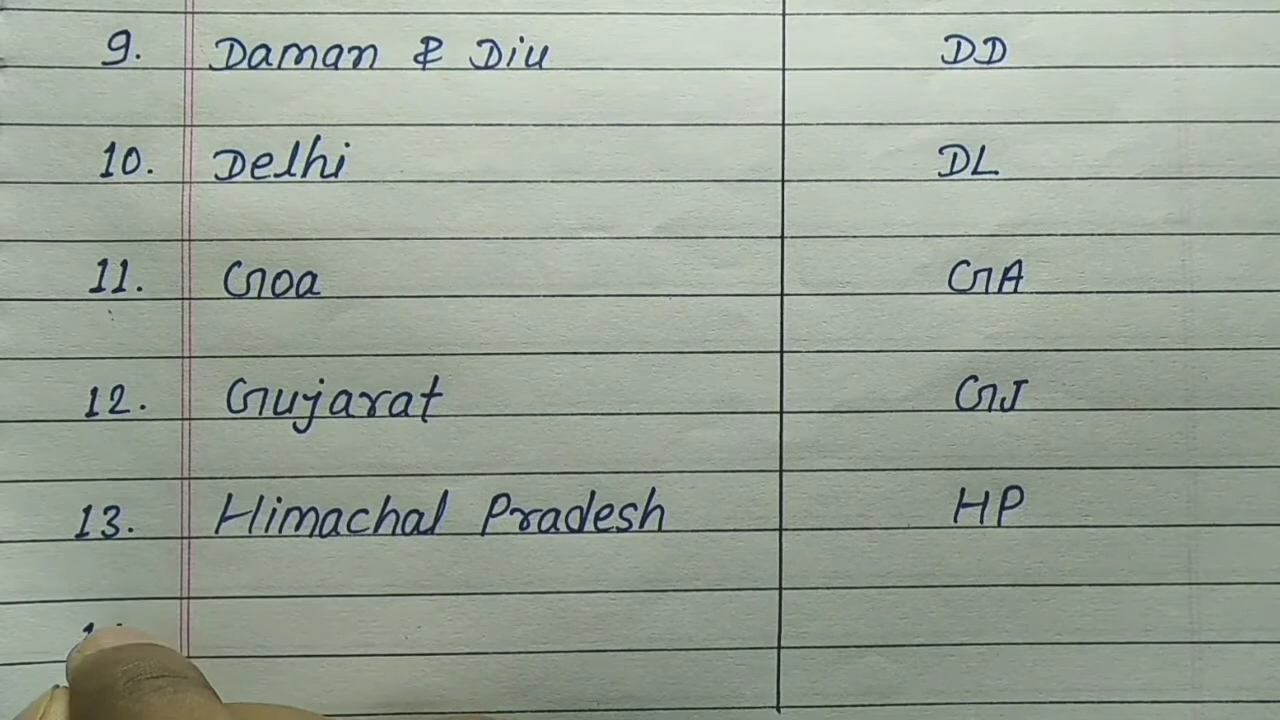 9. Daman & Diu DD
10. Delhi DL
11. Goa GA
12. Gujarat GJ
13. Himachal Pradesh HP